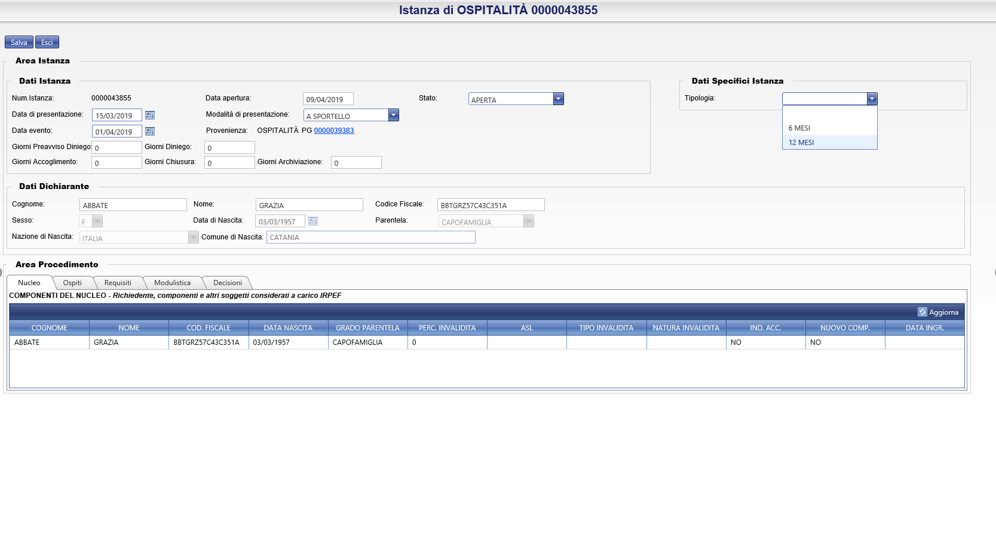 Istanza di OSPITALITÀ 0000043855
Salva Esci
Area Istanza
Dati Istanza
Num.Istanza: 0000043855 Data apertura: 09/04/2019 Stato: APERTA
Data di presentazione: 15/03/2019 Modalità di presentazione: A SPORTELLO
Data evento: 01/04/2019 Provenienza: OSPITALITÀ PG 0000039383
Giorni Preavviso Diniego: 0 Giorni Diniego: 0
Giorni Accoglimento: 0 Giorni Chiusura: 0 Giorni Archiviazione: 0
Dati Specifici Istanza
Tipologia:
6 MESI
12 MESI
Dati Dichiarante
Cognome: ABBATE Nome: GRAZIA Codice Fiscale: BBTGRZ57C43C351A
Sesso: F Data di Nascita: 03/03/1957 Parentela: CAPOFAMIGLIA
Nazione di Nascita: ITALIA Comune di Nascita: CATANIA
Area Procedimento
Nucleo Ospiti Requisiti Modulistica Decisioni
COMPONENTI DEL NUCLEO - Richiedente, componenti e altri soggetti considerati a carico IRPEF
Aggiorna
COGNOME NOME COD. FISCALE DATA NASCITA GRADO PARENTELA PERC. INVALIDITA ASL TIPO INVALIDITA NATURA INVALIDITA IND. ACC. NUOVO COMP. DATA INGR.
ABBATE GRAZIA BBTGRZ57C43C351A 03/03/1957 CAPOFAMIGLIA 0 NO NO